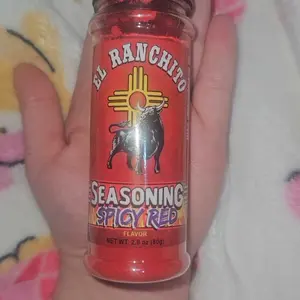 EL RANCHITO
SEASONING
SPICY RED
FLAVOR
NET WT. 2.8 oz (80g)